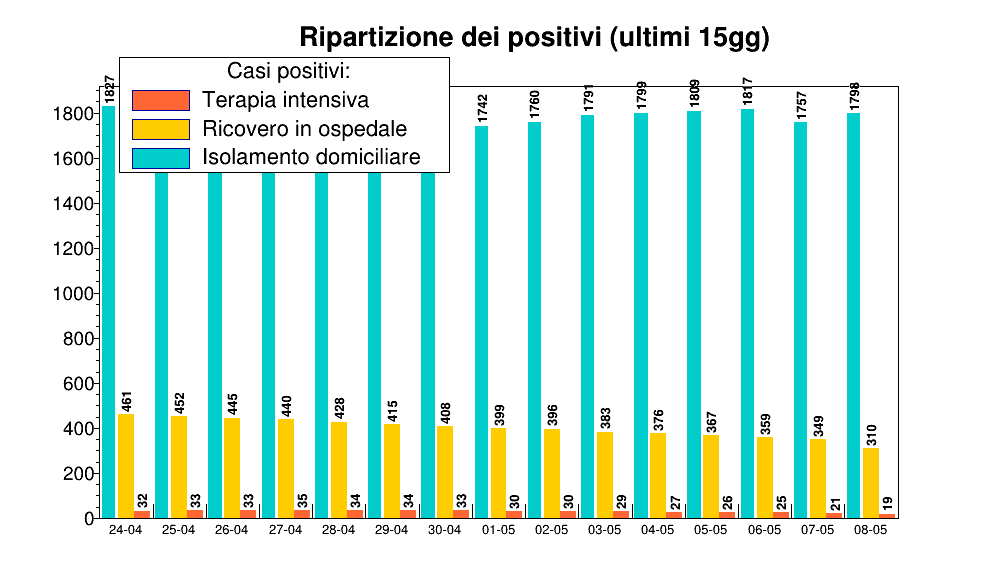 Ripartizione dei positivi (ultimi 15gg)
Casi positivi:
Terapia intensiva
Ricovero in ospedale
Isolamento domiciliare
1800
1600
1400
1200
1000
800
600
400
200
0
1827 461 32
452 33
445 33
440 35
428 34
415 34
408 33
1742 399 30
1760 396 30
1791 383 29
1799 376 27
1809 367 26
1817 359 25
1757 349 21
1798 310 19
24-04 25-04 26-04 27-04 28-04 29-04 30-04 01-05 02-05 03-05 04-05 05-05 06-05 07-05 08-05